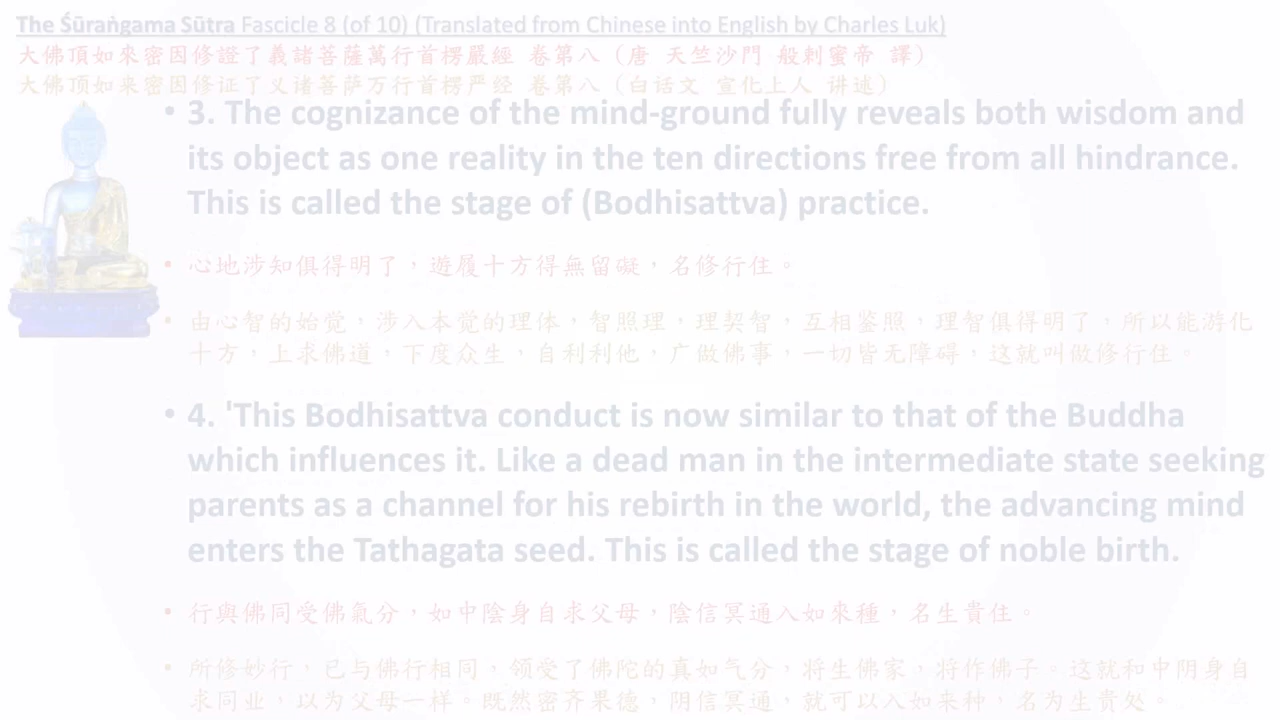 The Śūraṅgama Sūtra Fascicle 8 (of 10) (Translated from Chinese into English by Charles Luk)
大佛頂如來密因修證了義諸菩薩萬行首楞嚴經 卷第八 (唐 天竺沙門 般剌蜜帝 譯)
大佛顶如来密因修证了义诸菩萨万行首楞严经 卷第八 (白话文 宣化上人 讲述)
• 3. The cognizance of the mind-ground fully reveals both wisdom and
its object as one reality in the ten directions free from all hindrance.
This is called the stage of (Bodhisattva) practice.
• 心地涉知俱得明了，遊履十方得無留礙，名修行住。
• 由心智的始觉，涉入本觉的理体，智照理，理契智，互相鉴照，理智俱得明了，所以能游化
十方，上求佛道，下度众生，自利利他，广做佛事，一切皆无障碍，这就叫做修行住。
• 4. 'This Bodhisattva conduct is now similar to that of the Buddha
which influences it. Like a dead man in the intermediate state seeking
parents as a channel for his rebirth in the world, the advancing mind
enters the Tathagata seed. This is called the stage of noble birth.
• 行與佛同受佛氣分，如中陰身自求父母，陰信冥通入如來種，名生貴住。
• 所修妙行，已与佛行相同，领受了佛陀的真如气分，将生佛家，将作佛子。这就和中阴身自
求同业，以为父母一样。既然密齐果德，阴信冥通，就可以入如来种，名为生贵处。